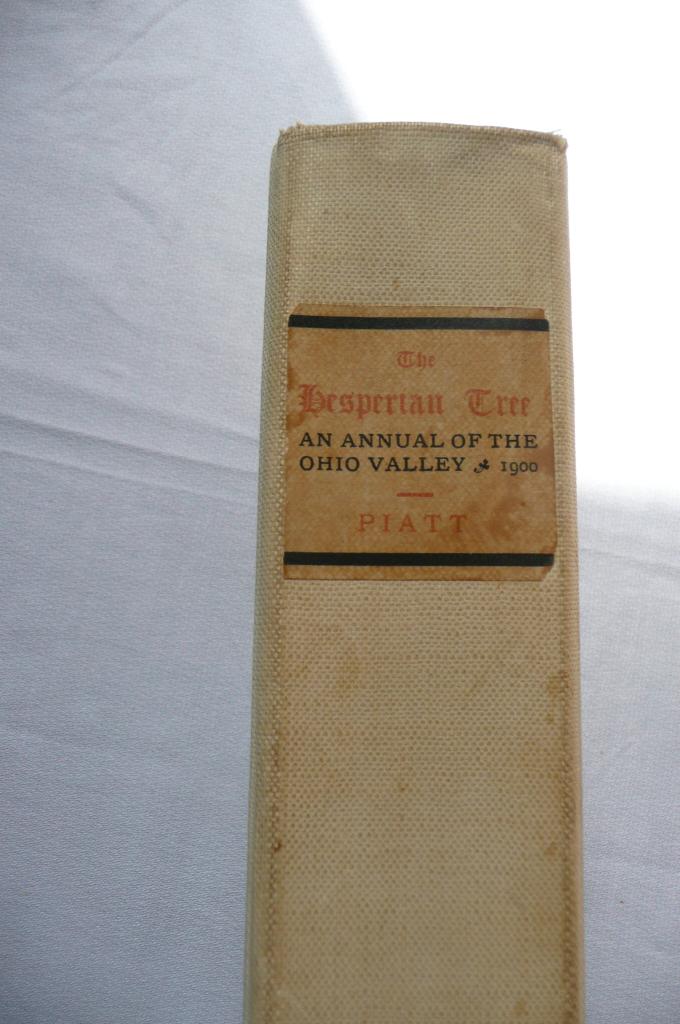 The
Hesperian Tree
AN ANNUAL OF THE
OHIO VALLEY 1900
PIATT